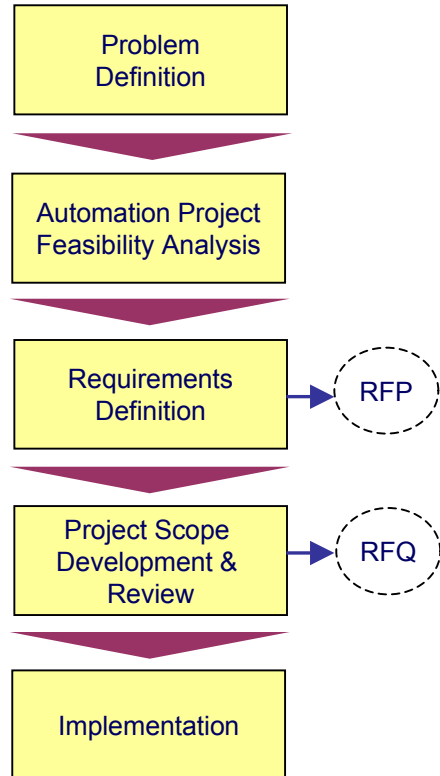 Problem
Definition
Automation Project
Feasibility Analysis
Requirements
Definition
RFP
Project Scope
Development &
Review
RFQ
Implementation